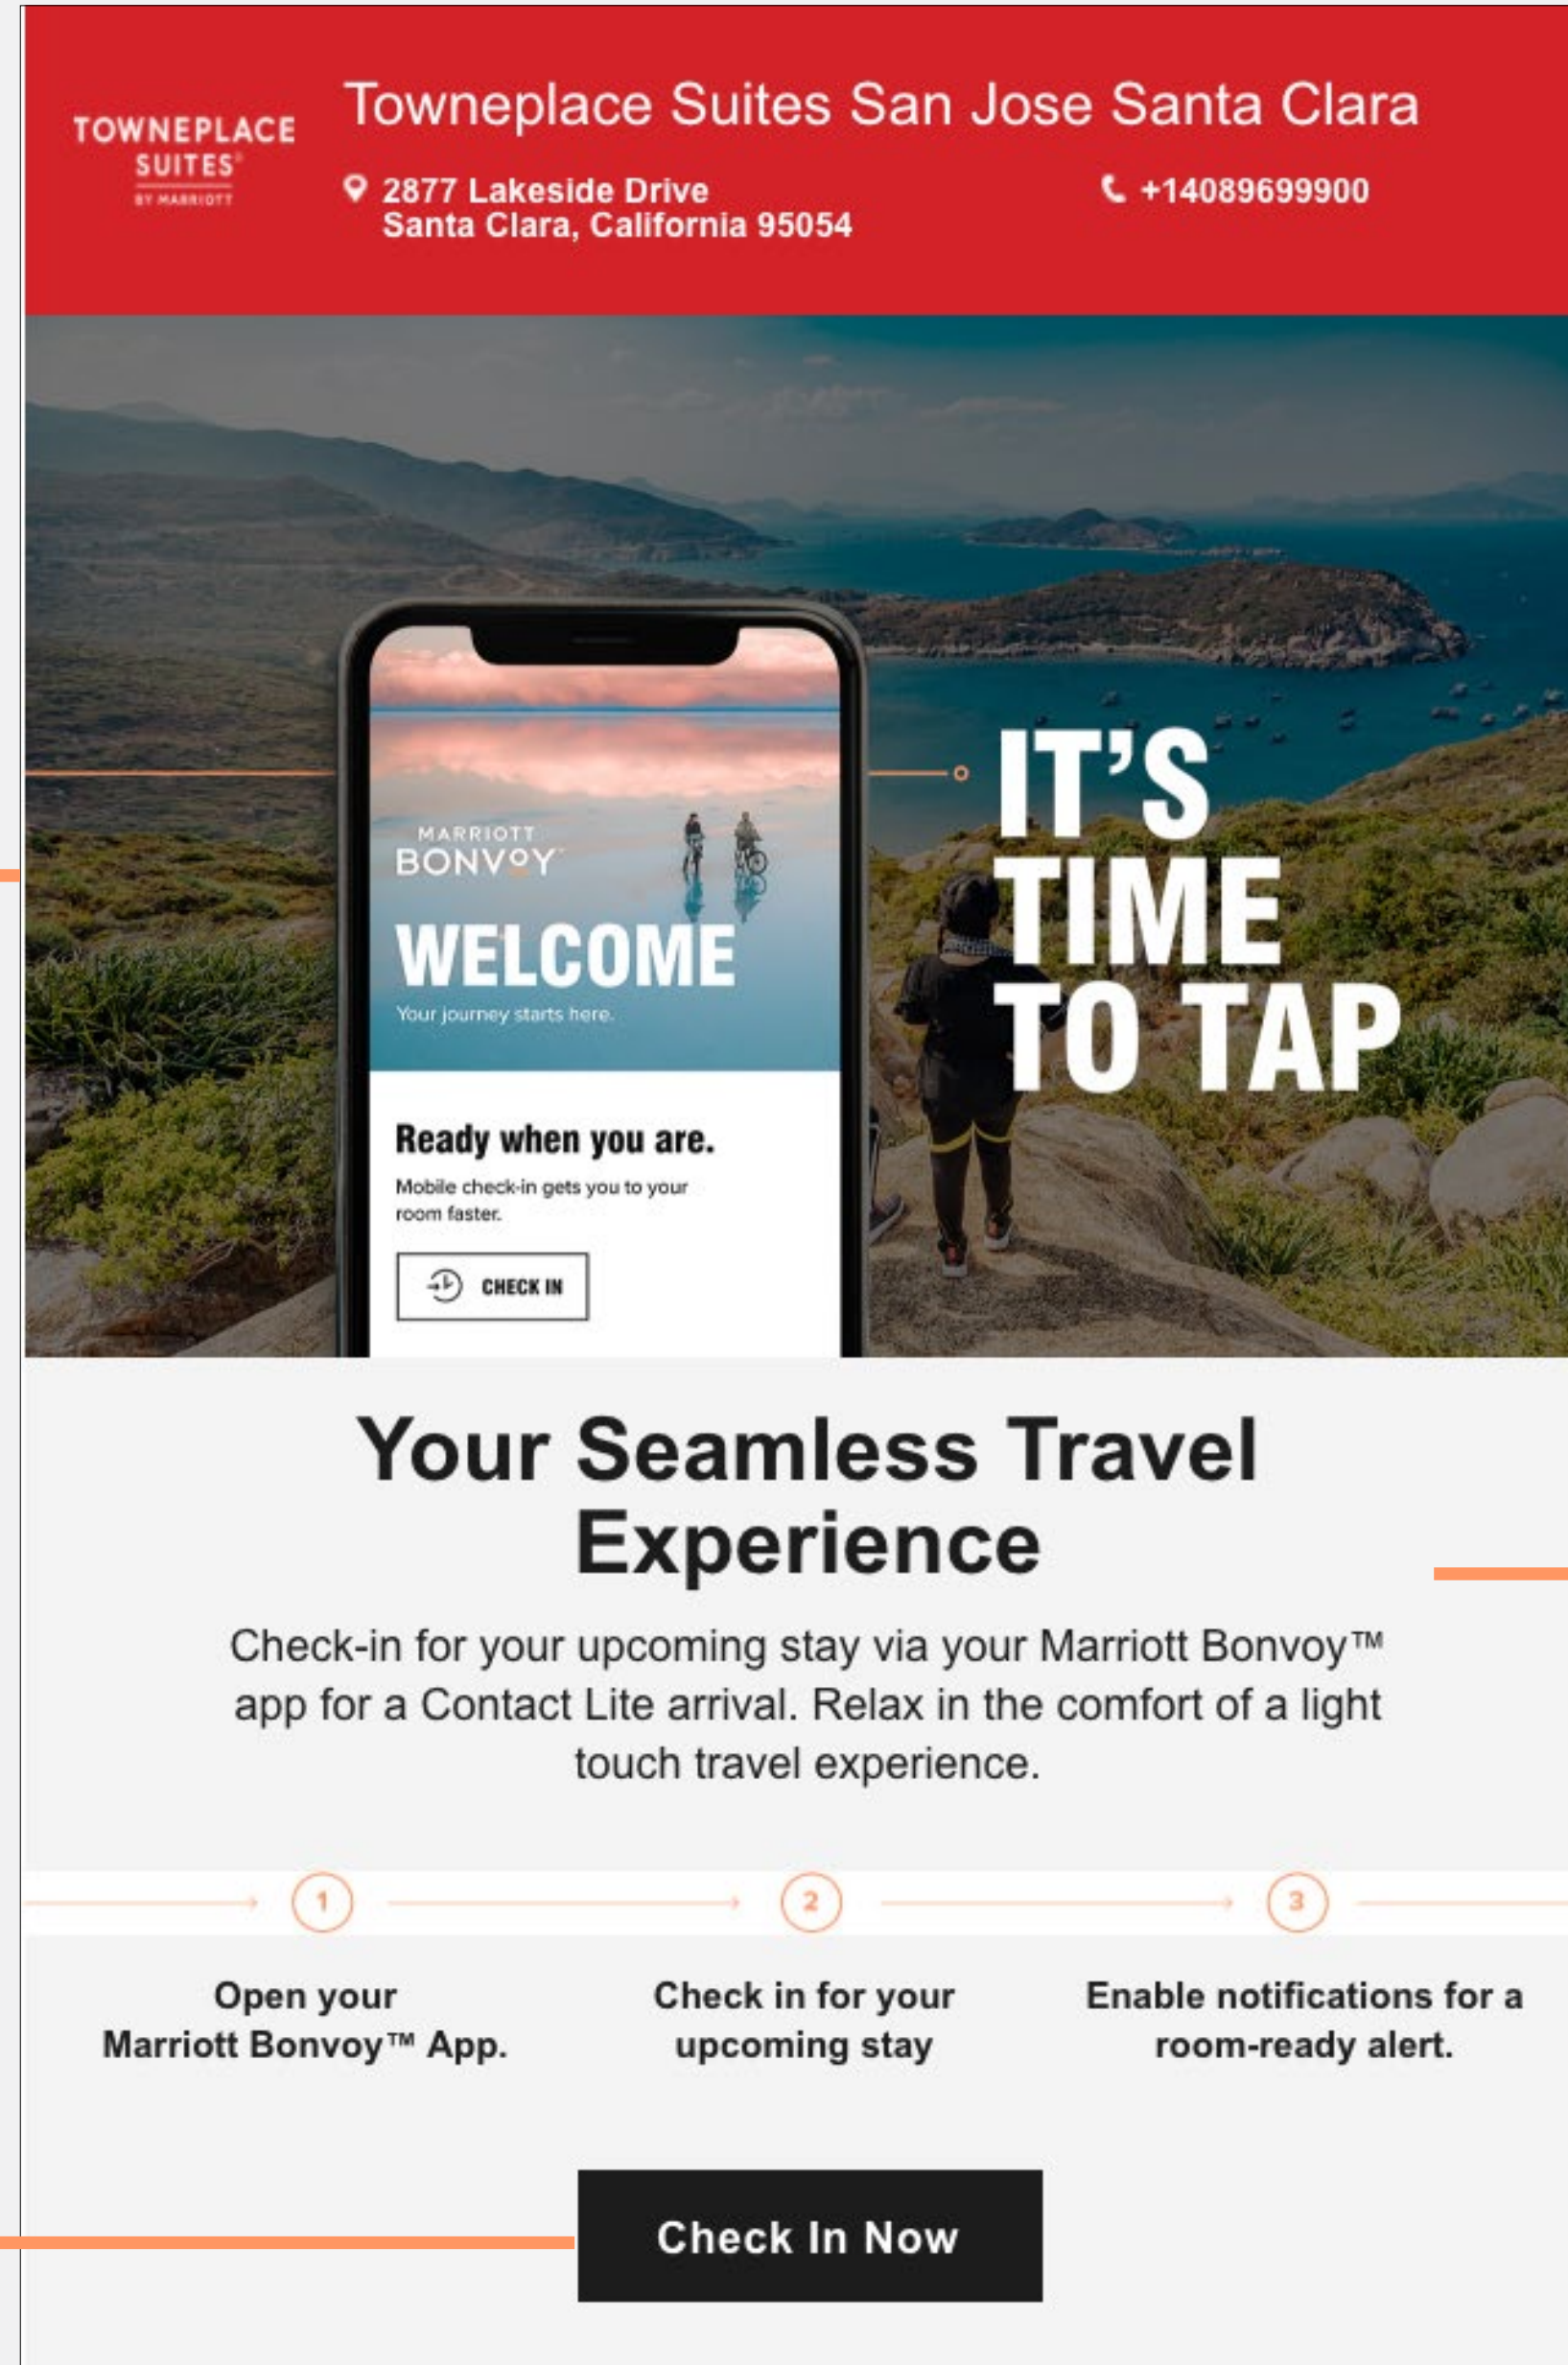 TOWNEPLACE
SUITES®
BY MARRIOTT
Towneplace Suites San Jose Santa Clara
2877 Lakeside Drive
Santa Clara, California 95054
+14089699900
MARRIOTT
BONVOY™
WELCOME
Your journey starts here.
Ready when you are.
Mobile check-in gets you to your
room faster.
CHECK IN
IT’S
TIME
TO TAP
Your Seamless Travel
Experience
Check-in for your upcoming stay via your Marriott Bonvoy™
app for a Contact Lite arrival. Relax in the comfort of a light
touch travel experience.
1
2
3
Open your
Marriott Bonvoy™ App.
Check in for your
upcoming stay
Enable notifications for a
room-ready alert.
Check In Now